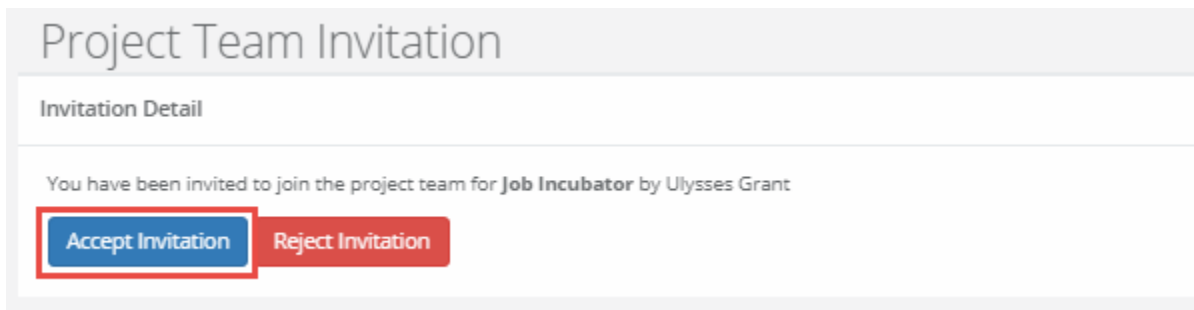 Project Team Invitation
Invitation Detail
You have been invited to join the project team for Job Incubator by Ulysses Grant
Accept Invitation Reject Invitation